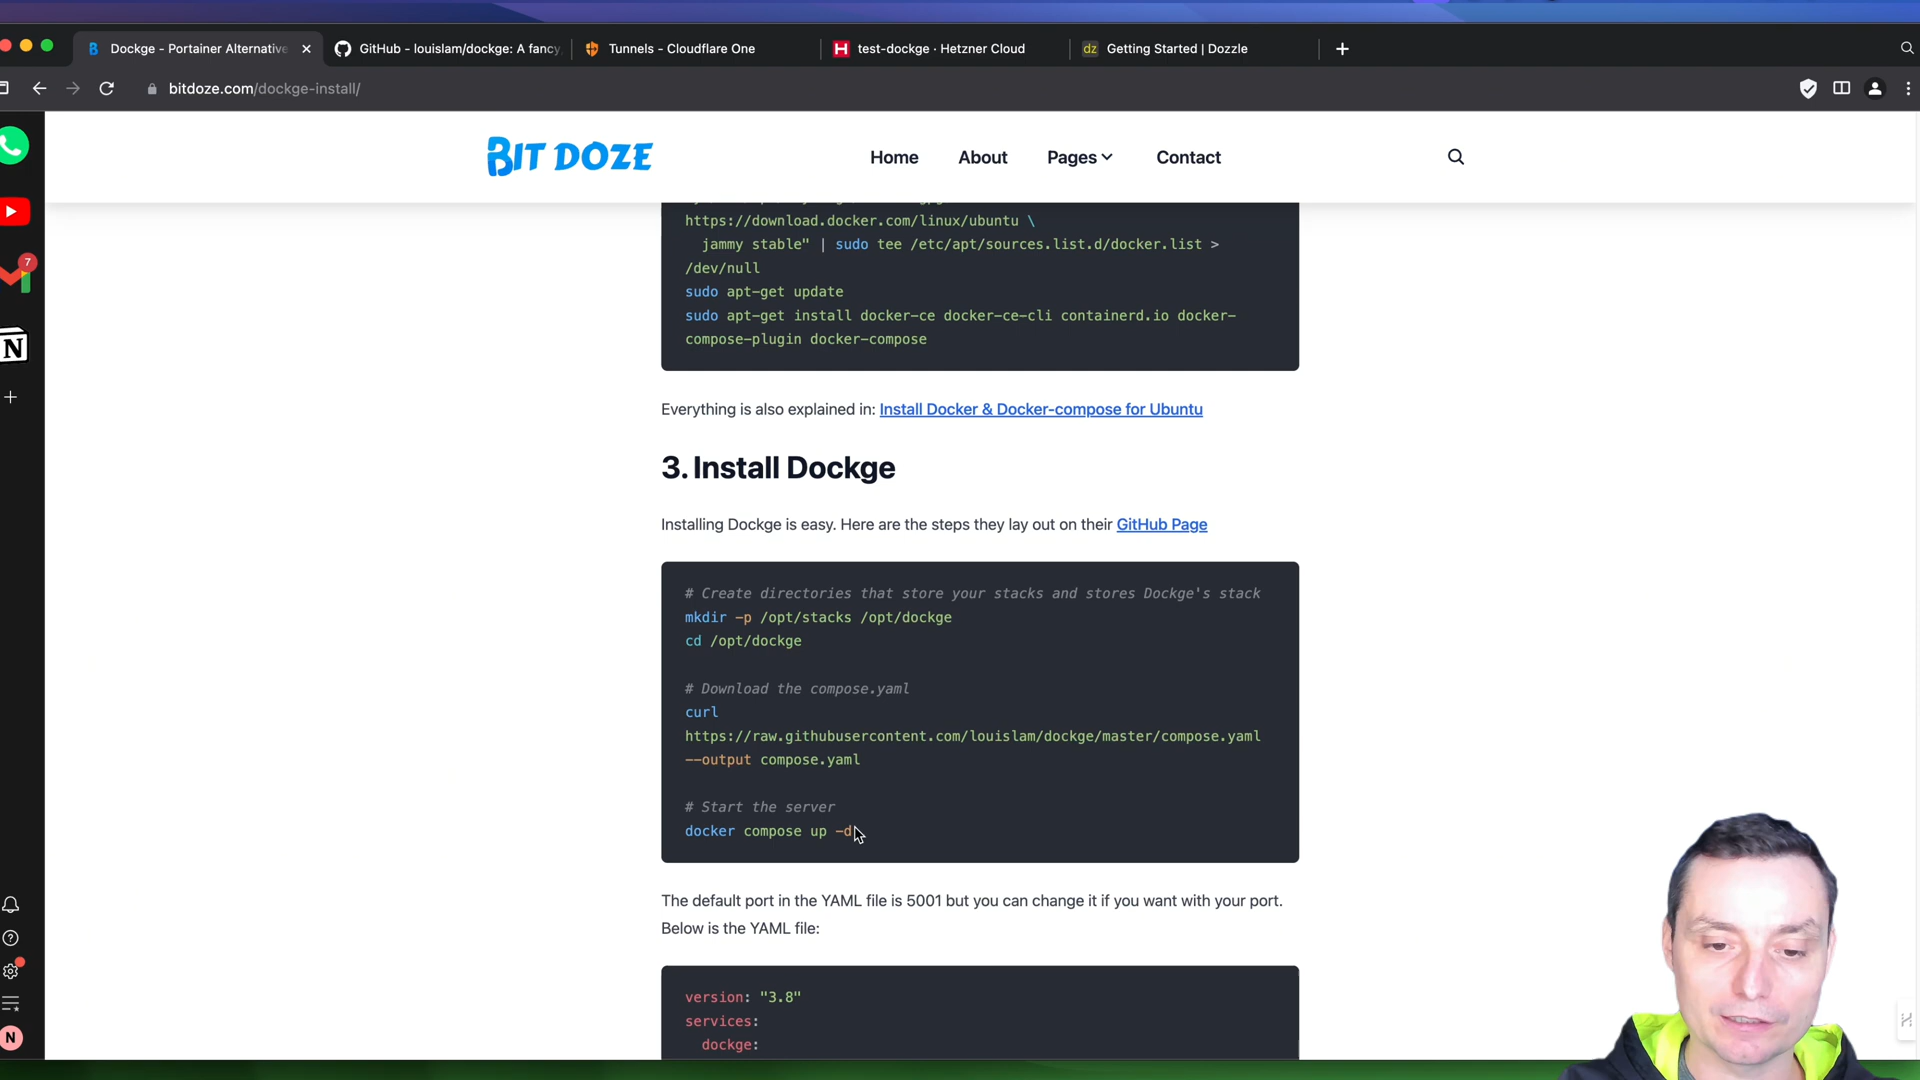 Dockge - Portainer Alternative
GitHub - louislam/dockge: A fancy,
Tunnels - Cloudflare One
test-dockge · Hetzner Cloud
dz Getting Started | Dozzle
bitdoze.com/dockge-install/
BIT DOZE
Home About Pages Contact
https://download.docker.com/linux/ubuntu \
jammy stable" | sudo tee /etc/apt/sources.list.d/docker.list >
/dev/null
sudo apt-get update
sudo apt-get install docker-ce docker-ce-cli containerd.io docker-
compose-plugin docker-compose
7
N
Everything is also explained in: Install Docker & Docker-compose for Ubuntu
3. Install Dockge
Installing Dockge is easy. Here are the steps they lay out on their GitHub Page
# Create directories that store your stacks and stores Dockge's stack
mkdir -p /opt/stacks /opt/dockge
cd /opt/dockge
# Download the compose.yaml
curl
https://raw.githubusercontent.com/louislam/dockge/master/compose.yaml
--output compose.yaml
# Start the server
docker compose up -d
The default port in the YAML file is 5001 but you can change it if you want with your port.
Below is the YAML file:
version: "3.8"
services:
dockge:
N